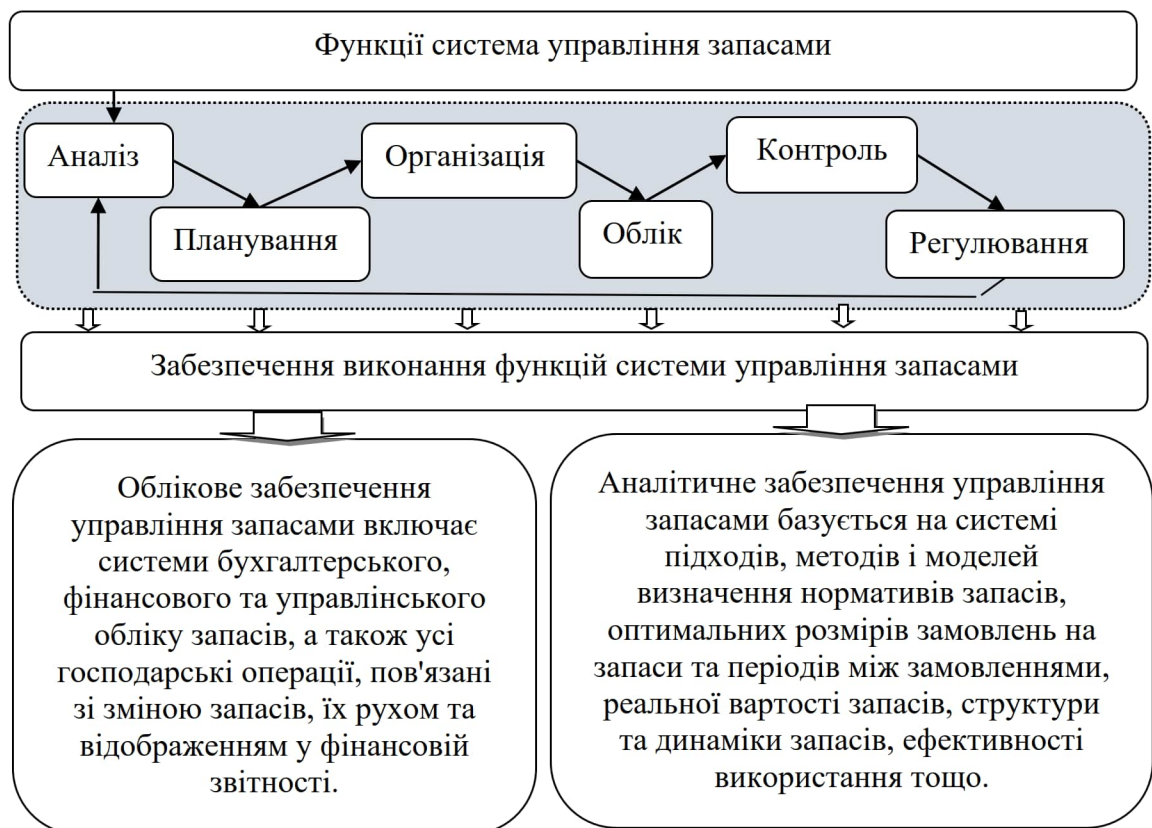 Функції система управління запасами
Аналіз
Планування
Організація
Облік
Контроль
Регулювання
Забезпечення виконання функцій системи управління запасами
Облікове забезпечення
управління запасами включає
системи бухгалтерського,
фінансового та управлінського
обліку запасів, а також усі
господарські операції, пов'язані
зі зміною запасів, їх рухом та
відображенням у фінансовій
звітності.
Аналітичне забезпечення управління
запасами базується на системі
підходів, методів і моделей
визначення нормативів запасів,
оптимальних розмірів замовлень на
запаси та періодів між замовленнями,
реальної вартості запасів, структури
та динаміки запасів, ефективності
використання тощо.